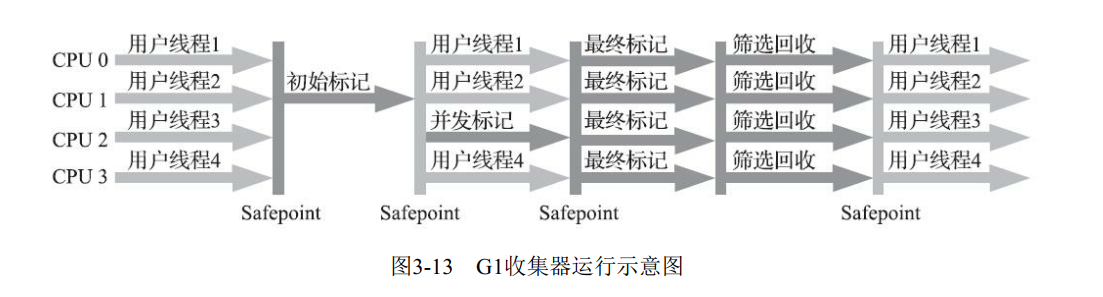 CPU 0 用户线程1 用户线程1 最终标记 筛选回收 用户线程1
初始标记
CPU 1 用户线程2 用户线程2 最终标记 筛选回收 用户线程2
CPU 2 用户线程3 并发标记 最终标记 筛选回收 用户线程3
CPU 3 用户线程4 用户线程4 最终标记 筛选回收 用户线程4
Safepoint Safepoint Safepoint Safepoint
图3-13 G1收集器运行示意图